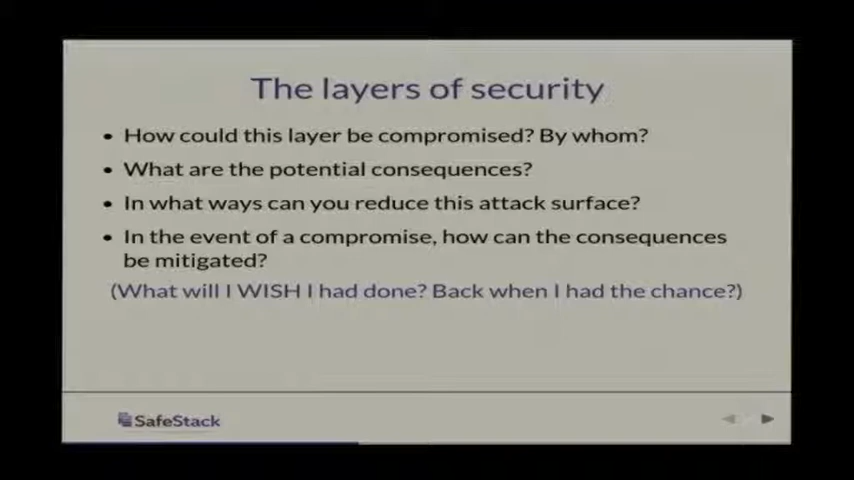 The layers of security
• How could this layer be compromised? By whom?
• What are the potential consequences?
• In what ways can you reduce this attack surface?
• In the event of a compromise, how can the consequences
be mitigated?
(What will I WISH I had done? Back when I had the chance?)
SafeStack